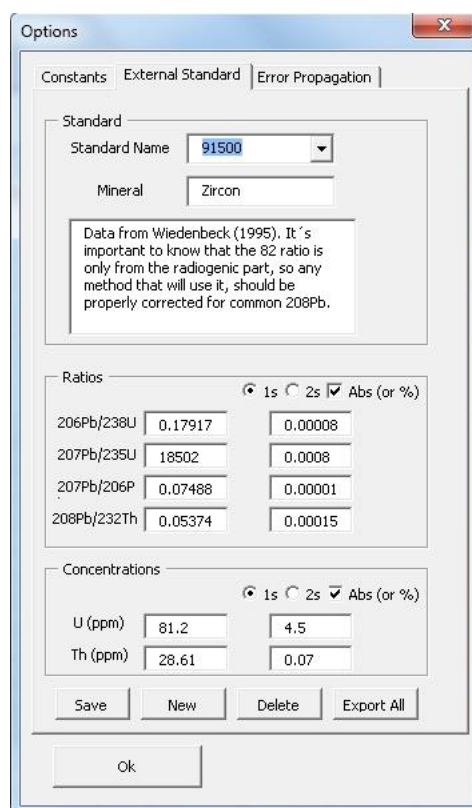 Options
x
Constants External Standard Error Propagation
Standard
Standard Name 91500
Mineral Zircon
Data from Wiedenbeck (1995). It´s
important to know that the 82 ratio is
only from the radiogenic part, so any
method that will use it, should be
properly corrected for common 208Pb.
Ratios
1s 2s Abs (or %)
206Pb/238U 0.17917 0.00008
207Pb/235U 18502 0.0008
207Pb/206P 0.07488 0.00001
208Pb/232Th 0.05374 0.00015
Concentrations
1s 2s Abs (or %)
U (ppm) 81.2 4.5
Th (ppm) 28.61 0.07
Save New Delete Export All
Ok